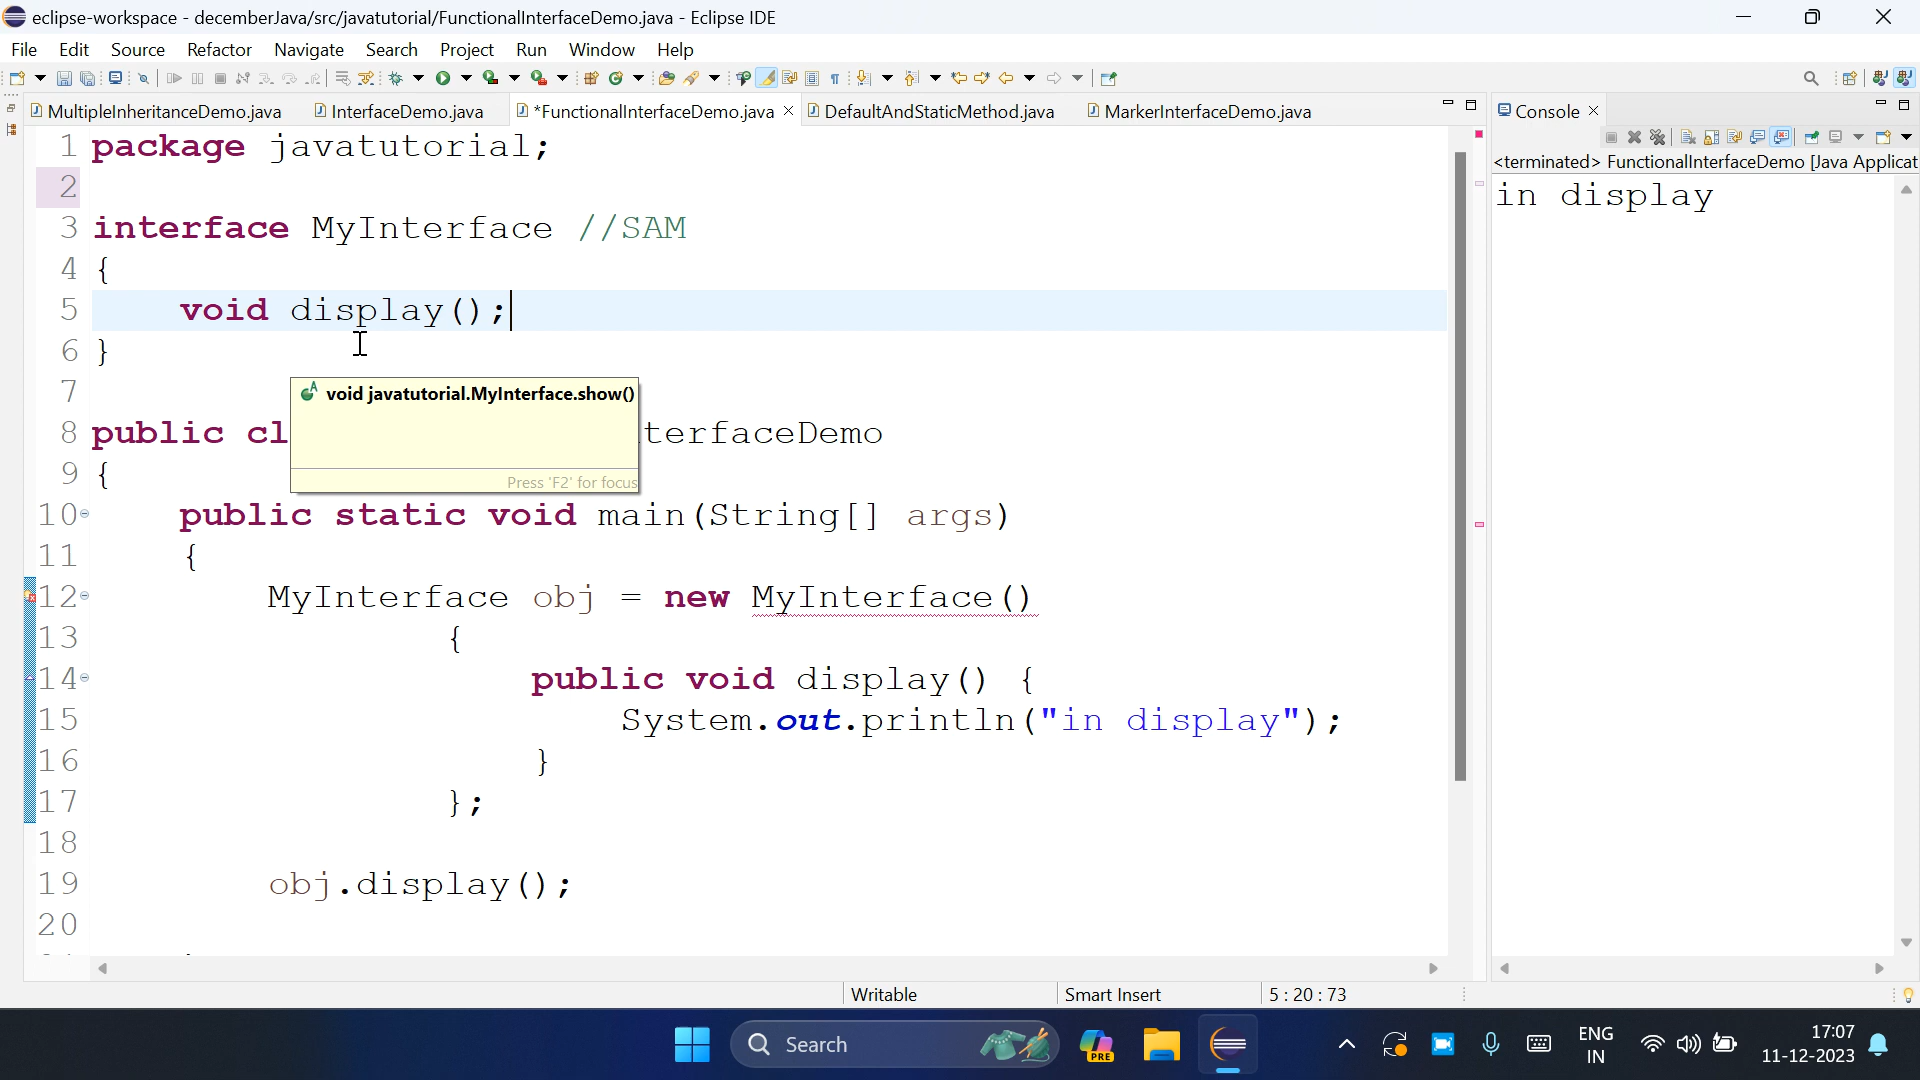 eclipse-workspace - decemberJava/src/javatutorial/FunctionalInterfaceDemo.java - Eclipse IDE
File Edit Source Refactor Navigate Search Project Run Window Help
MultipleInheritanceDemo.java InterfaceDemo.java *FunctionalInterfaceDemo.java DefaultAndStaticMethod.java MarkerInterfaceDemo.java
Console
<terminated> FunctionalInterfaceDemo [Java Applicat
in display
1 package javatutorial;
2
3 interface MyInterface //SAM
4 {
5 void display();
6 }
7
void javatutorial.MyInterface.show()
Press 'F2' for focus
8 public cl terfaceDemo
9 {
10 public static void main(String[] args)
11 {
12 MyInterface obj = new MyInterface()
13 {
14 public void display() {
15 System.out.println("in display");
16 }
17 };
18
19 obj.display();
20
Writable Smart Insert 5 : 20 : 73
Search
PRE
ENG
IN
17:07
11-12-2023